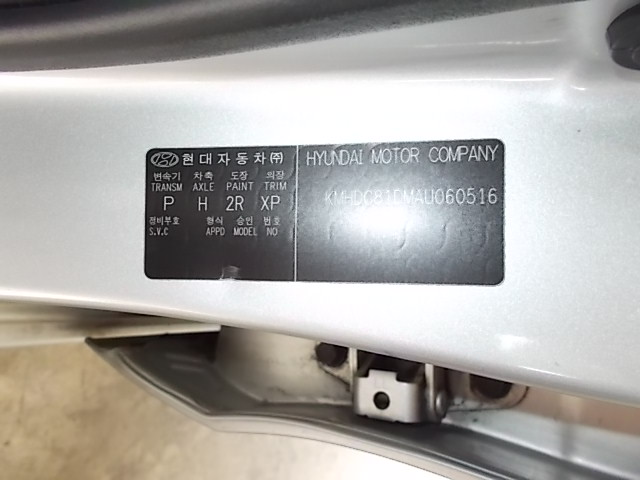 현대자동차㈜
변속기 차축 도장 의장
TRANSM AXLE PAINT TRIM
P H 2R XP
정비부호 형식 승인 번호
S.V.C APPD MODEL NO
HYUNDAI MOTOR COMPANY
KMHDC81DMAU060516